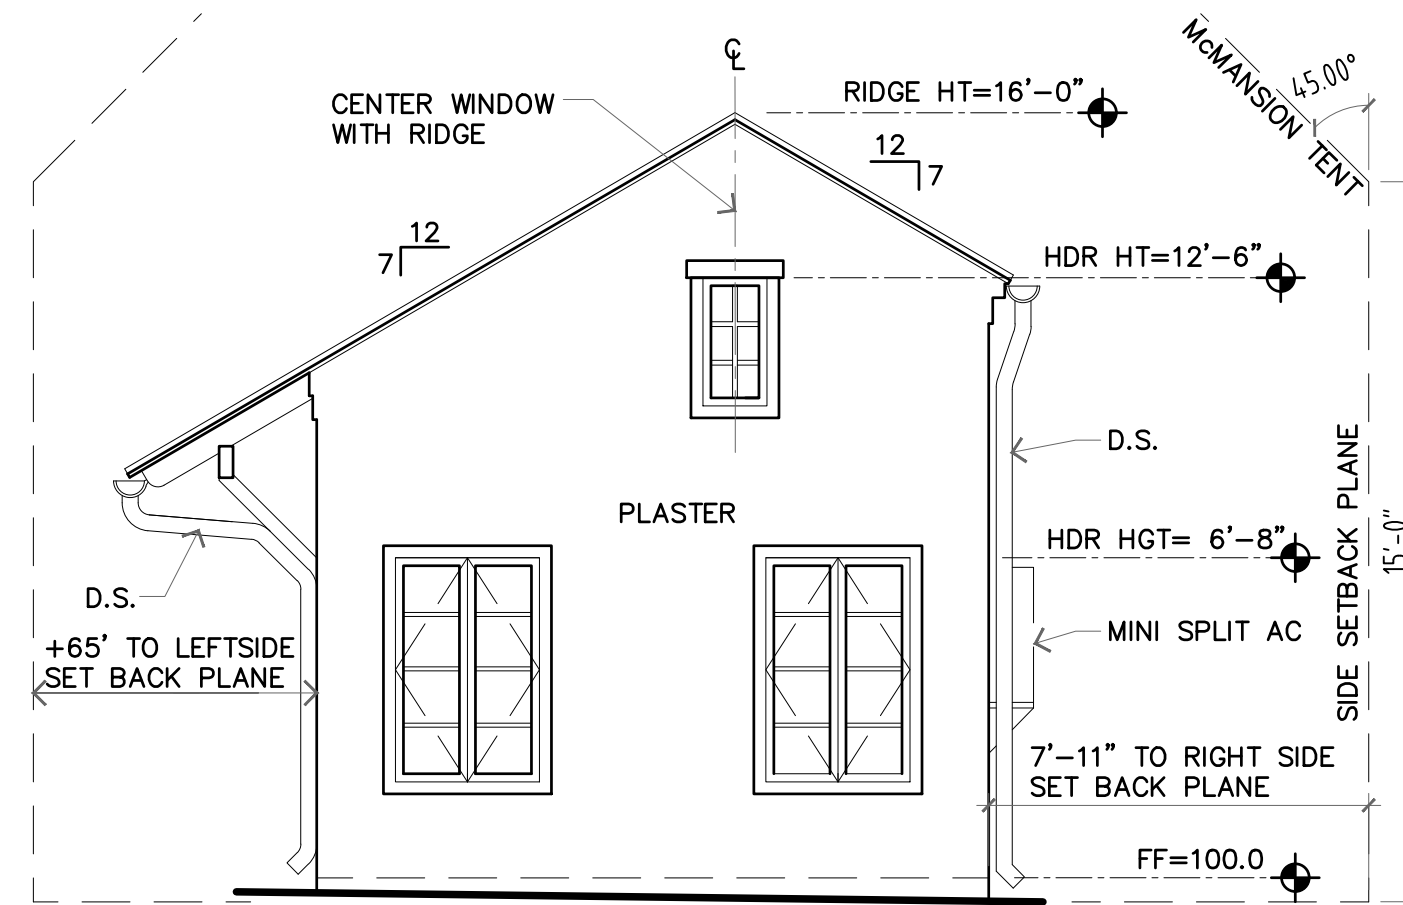 ℄
CENTER WINDOW
WITH RIDGE
RIDGE HT=16'-0"
McMANSION TENT
45.00°
12
7
12
7
HDR HT=12'-6"
D.S.
PLASTER
SIDE SETBACK PLANE
15'-0"
HDR HGT= 6'-8"
D.S.
MINI SPLIT AC
+65' TO LEFTSIDE
SET BACK PLANE
7'-11" TO RIGHT SIDE
SET BACK PLANE
FF=100.0